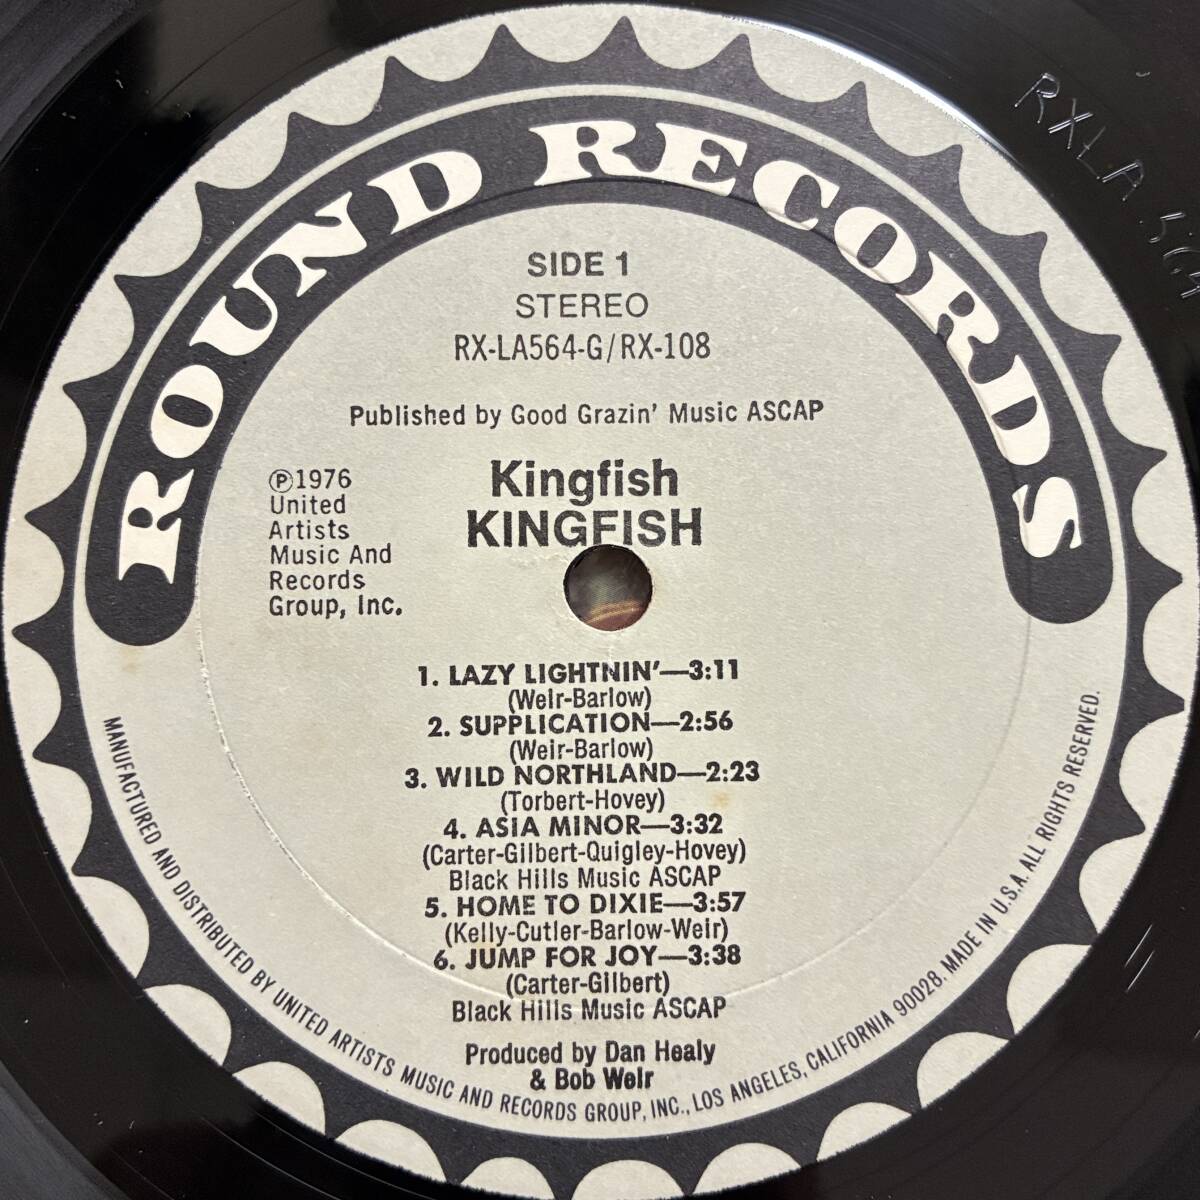 ROUND RECORDS
SIDE 1
STEREO
RX-LA564-G/RX-108
Published by Good Grazin' Music ASCAP
Ⓟ1976
United
Artists
Music And
Records
Group, Inc.
Kingfish
KINGFISH
1. LAZY LIGHTNIN'—3:11
(Weir-Barlow)
2. SUPPLICATION—2:56
(Weir-Barlow)
3. WILD NORTHLAND—2:23
(Torbert-Hovey)
4. ASIA MINOR—3:32
(Carter-Gilbert-Quigley-Hovey)
Black Hills Music ASCAP
5. HOME TO DIXIE—3:57
(Kelly-Cutler-Barlow-Weir)
6. JUMP FOR JOY—3:38
(Carter-Gilbert)
Black Hills Music ASCAP
Produced by Dan Healy
& Bob Weir
MANUFACTURED AND DISTRIBUTED BY UNITED ARTISTS MUSIC AND RECORDS GROUP, INC., LOS ANGELES, CALIFORNIA 90028. MADE IN U.S.A. ALL RIGHTS RESERVED.
RXLA 564